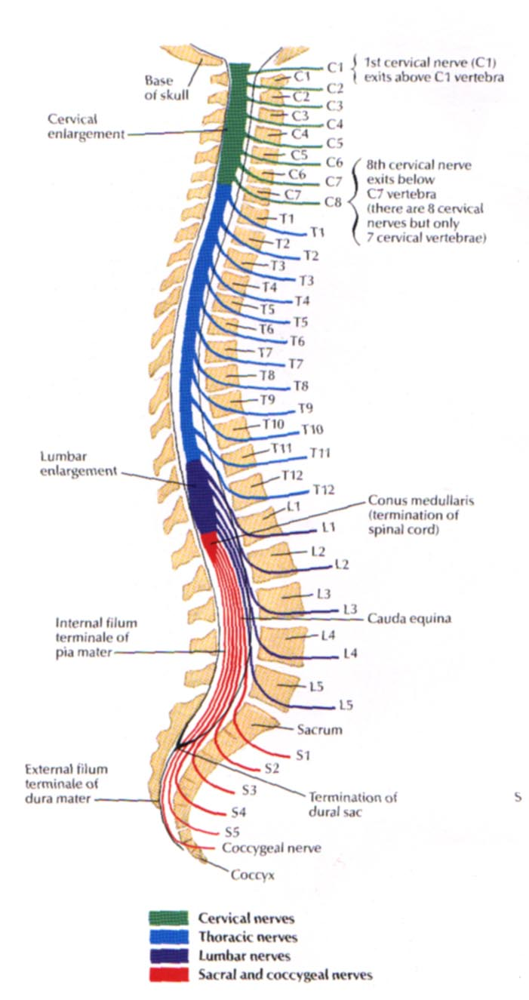 C1
1st cervical nerve (C1)
exits above C1 vertebra
Base
of skull
C1
C2
C2
C3
Cervical
enlargement
C3
C4
C4
C5
C5
C6
8th cervical nerve
exits below
C7 vertebra
(there are 8 cervical
nerves but only
7 cervical vertebrae)
C6
C7
C7
C8
T1
T1
T2
T2
T3
T3
T4
T4
T5
T5
T6
T6
T7
T7
T8
T8
T9
T9
T10
T10
T11
T11
Lumbar
enlargement
T12
T12
Conus medullaris
(termination of
spinal cord)
L1
L1
L2
L2
L3
L3
Cauda equina
Internal filum
terminale of
pia mater
L4
L4
L5
L5
Sacrum
S1
S2
External filum
terminale of
dura mater
S3
Termination of
dural sac
S
S4
S5
Coccygeal nerve
Coccyx
Cervical nerves
Thoracic nerves
Lumbar nerves
Sacral and coccygeal nerves